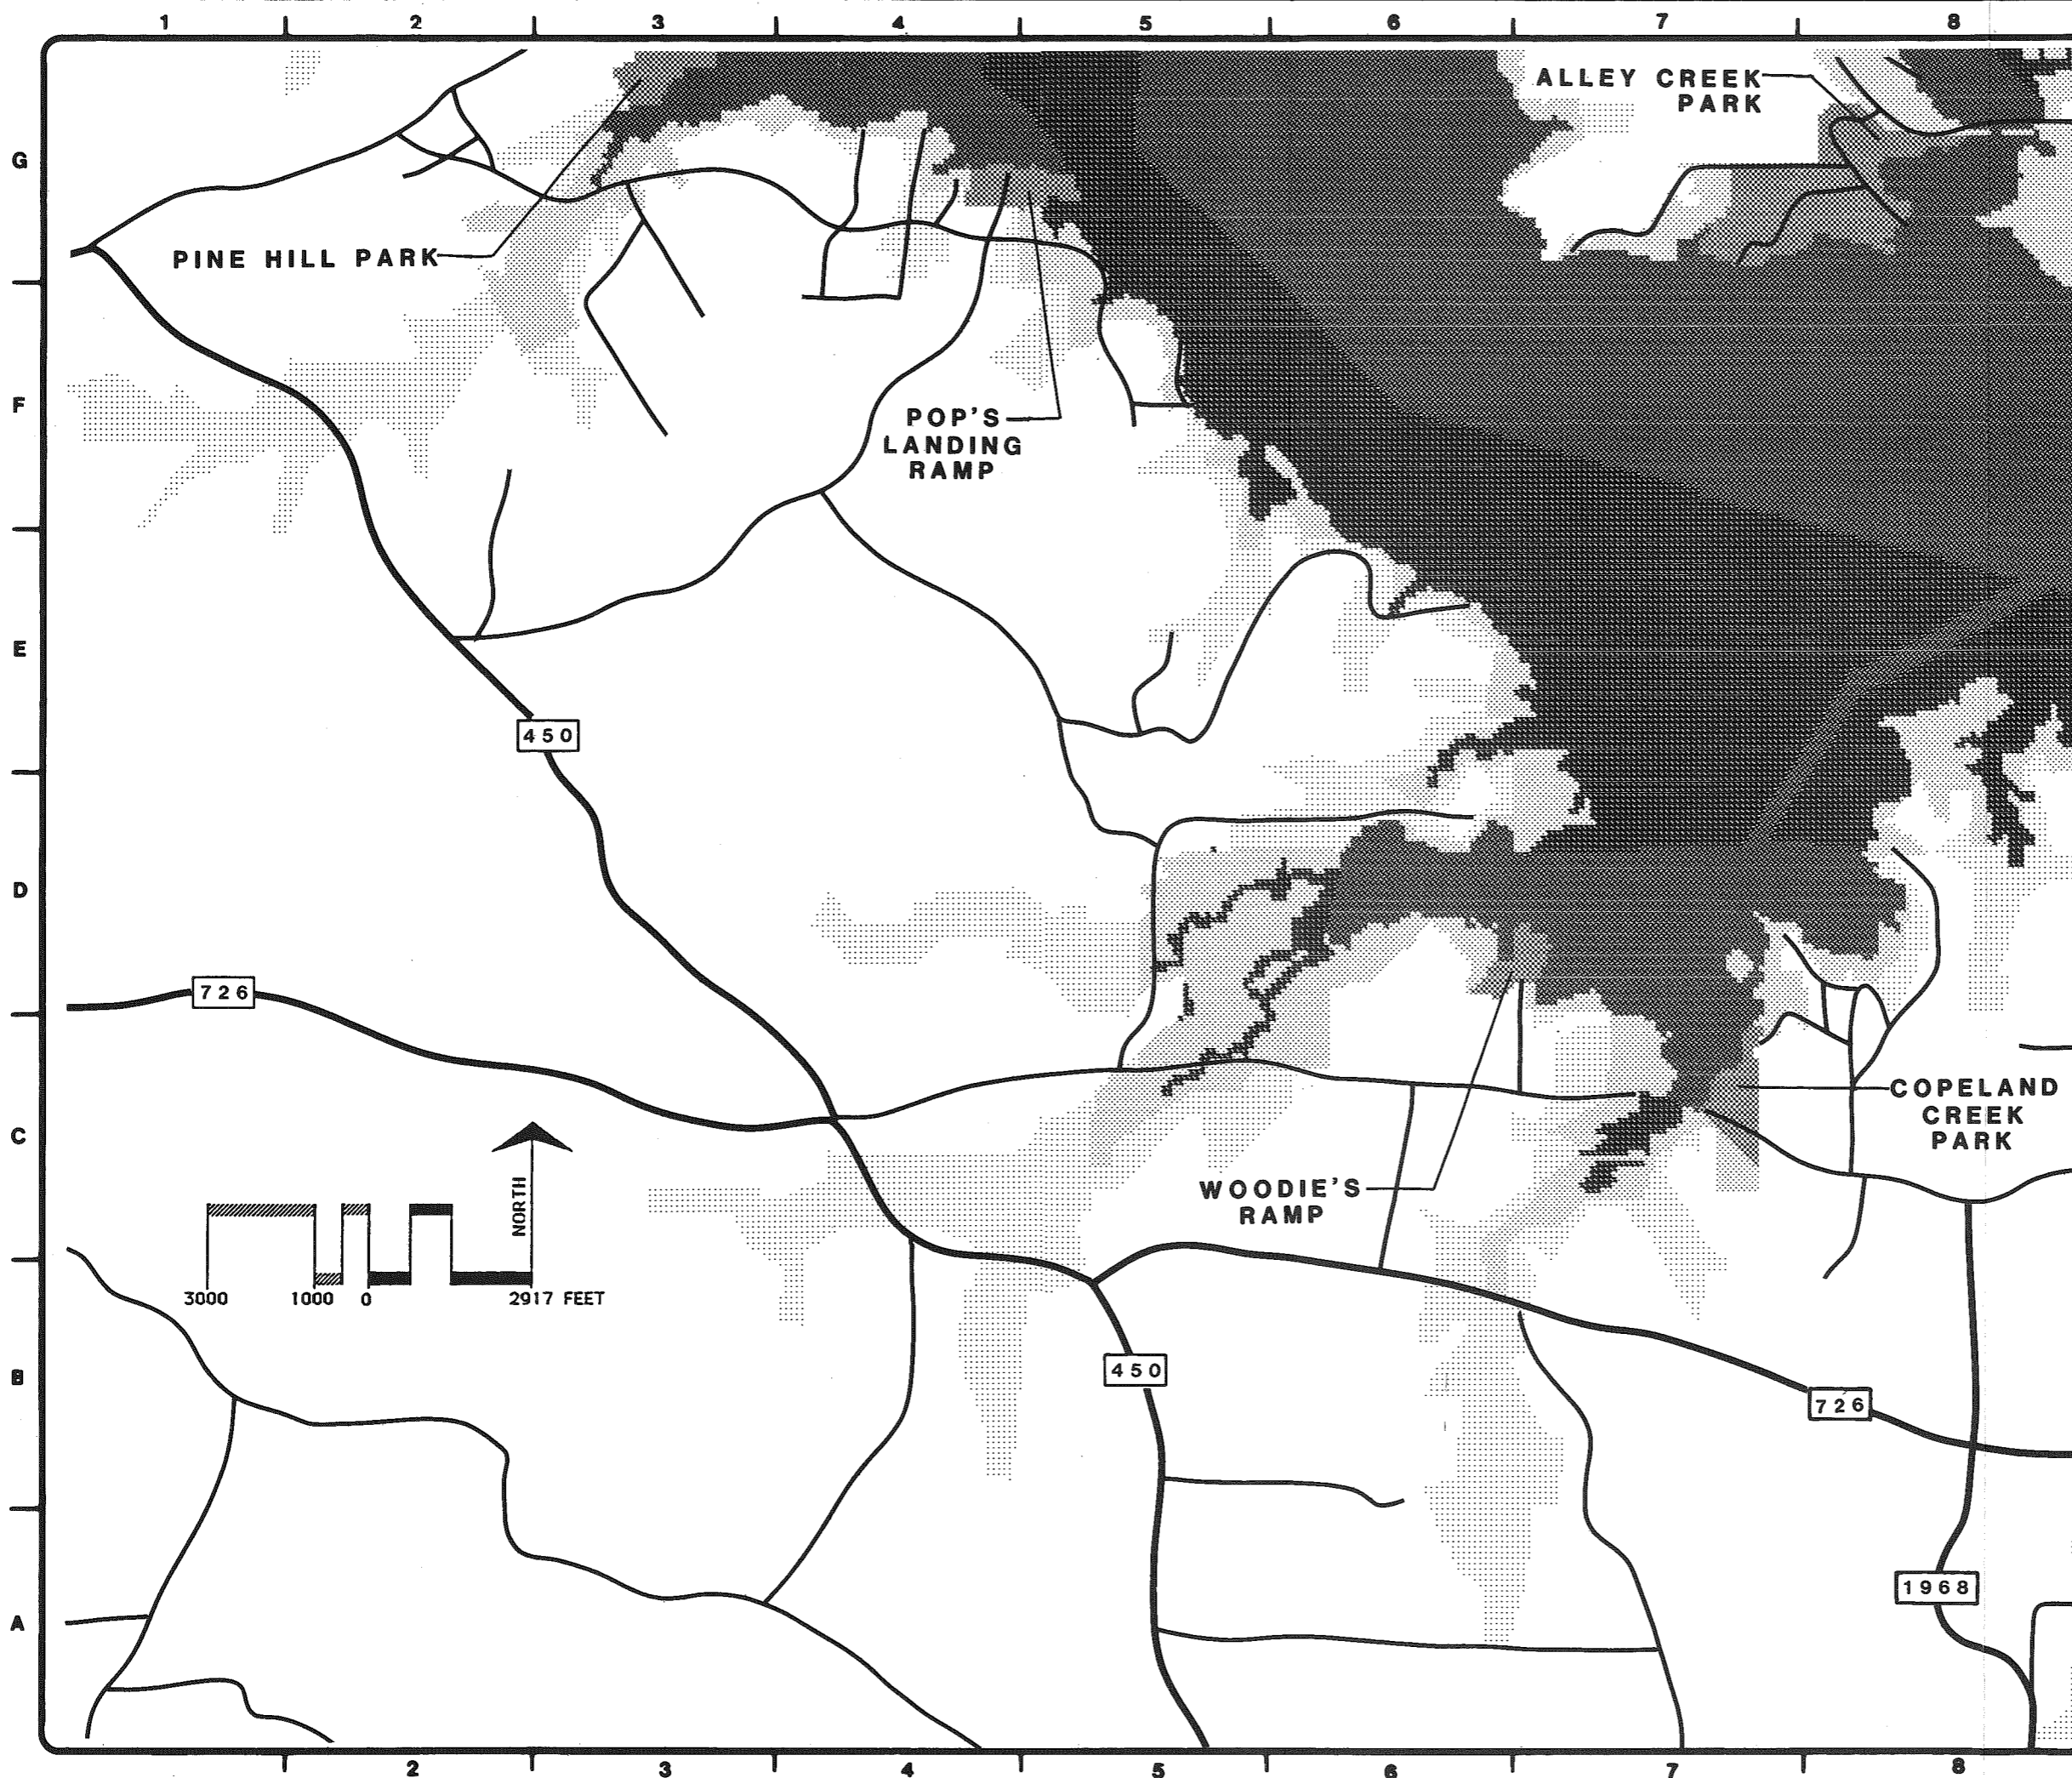 1 2 3 4 5 6 7 8
ALLEY CREEK
PARK
G
PINE HILL PARK
F
POP'S
LANDING
RAMP
E
450
D
726
COPELAND
CREEK
PARK
C
NORTH
WOODIE'S
RAMP
3000 1000 0 2917 FEET
B
450
726
1968
A
2 3 4 5 6 7 8